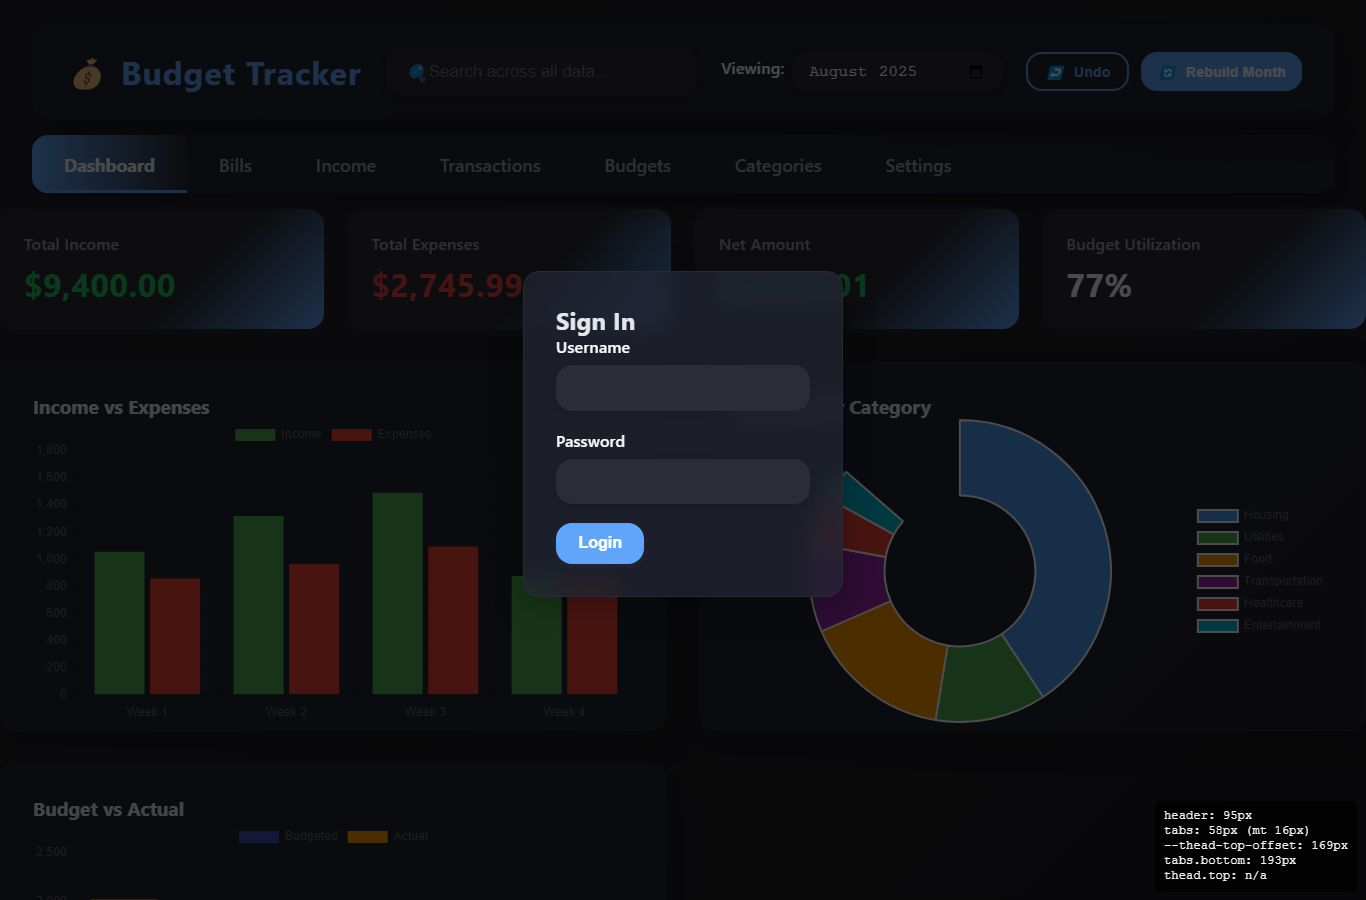 Budget Tracker
Search across all data...
Viewing:
August 2025
Undo
Rebuild Month
Dashboard
Bills
Income
Transactions
Budgets
Categories
Settings
Total Income
$9,400.00
Total Expenses
$2,745.99
Net Amount
01
Budget Utilization
77%
Sign In
Username
Password
Login
Income vs Expenses
Income
Expenses
1,800
1,600
1,400
1,200
1,000
800
600
400
200
0
Week 1
Week 2
Week 3
Week 4
Category
Housing
Utilities
Food
Transportation
Healthcare
Entertainment
Budget vs Actual
Budgeted
Actual
2,500
header: 95px
tabs: 58px (mt 16px)
--thead-top-offset: 169px
tabs.bottom: 193px
thead.top: n/a